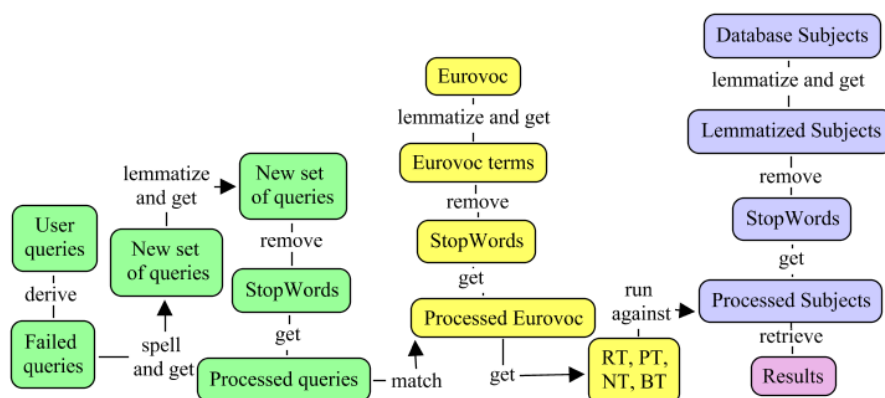 User
queries
derive
Failed
queries
spell
and get
New set
of queries
lemmatize
and get
New set
of queries
remove
StopWords
get
Processed queries
match
Eurovoc
lemmatize and get
Eurovoc terms
remove
StopWords
get
Processed Eurovoc
get
RT, PT,
NT, BT
run
against
Database Subjects
lemmatize and get
Lemmatized Subjects
remove
StopWords
get
Processed Subjects
retrieve
Results